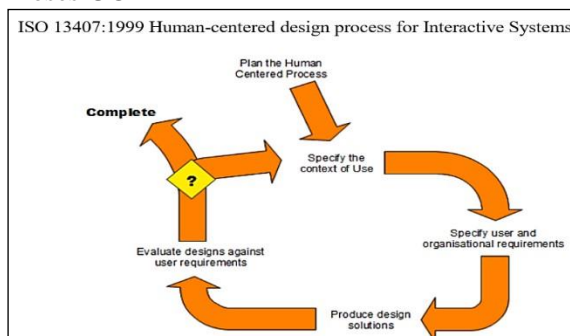 ISO 13407:1999 Human-centered design process for Interactive Systems
Plan the Human
Centered Process
Complete
?
Specify the
context of Use
Specify user and
organisational requirements
Evaluate designs against
user requirements
Produce design
solutions